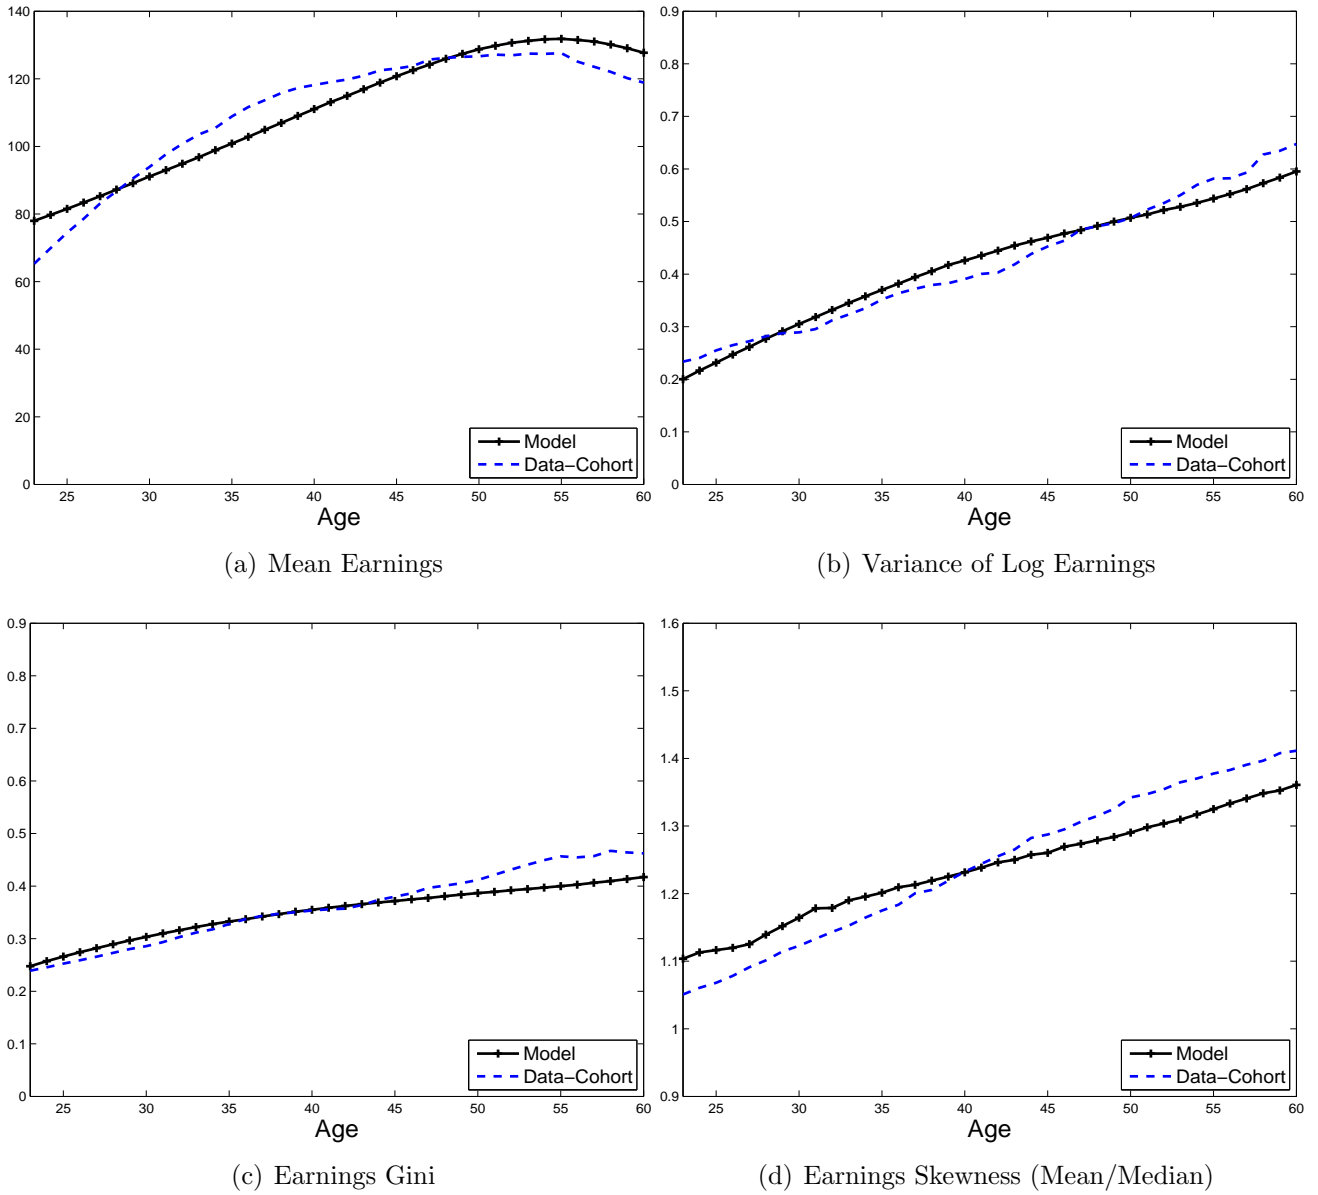 140
120
100
80
60
40
20
0
25 30 35 40 45 50 55 60
Age
Model
Data−Cohort
(a) Mean Earnings
0.9
0.8
0.7
0.6
0.5
0.4
0.3
0.2
0.1
0
25 30 35 40 45 50 55 60
Age
Model
Data−Cohort
(b) Variance of Log Earnings
0.9
0.8
0.7
0.6
0.5
0.4
0.3
0.2
0.1
0
25 30 35 40 45 50 55 60
Age
Model
Data−Cohort
(c) Earnings Gini
1.6
1.5
1.4
1.3
1.2
1.1
1
0.9
25 30 35 40 45 50 55 60
Age
Model
Data−Cohort
(d) Earnings Skewness (Mean/Median)